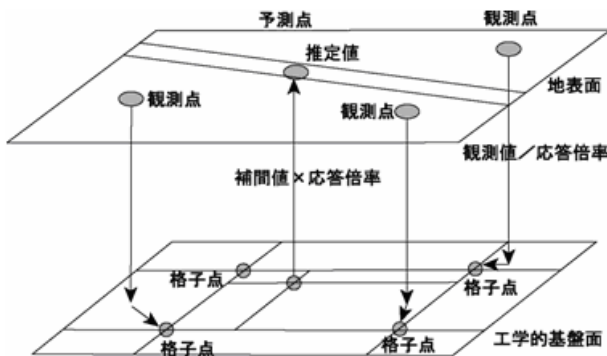 予測点
観測点
推定値
地表面
観測点
観測点
観測値／応答倍率
補間値×応答倍率
格子点
格子点
格子点
格子点
工学的基盤面